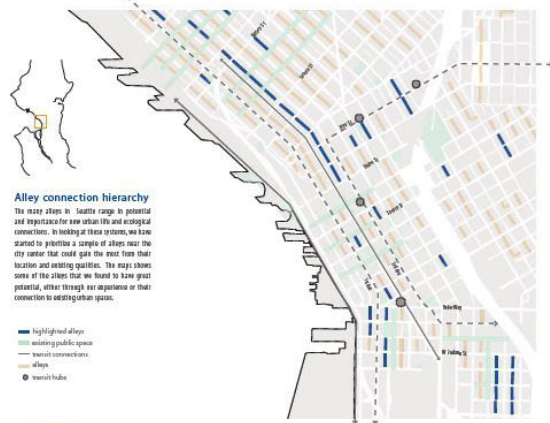 Alley connection hierarchy
The many alleys in Seattle range in potential
and importance for new urban life and ecological
connections. In looking at these systems, we have
started to prioritize a sample of alleys near the
city center that could gain the most from their
location and existing qualities. The maps shows
some of the alleys that we found to have great
potential, either through our experience or their
connection to existing urban spaces.
highlighted alleys
existing public space
transit connections
alleys
transit hubs
Yesler Way